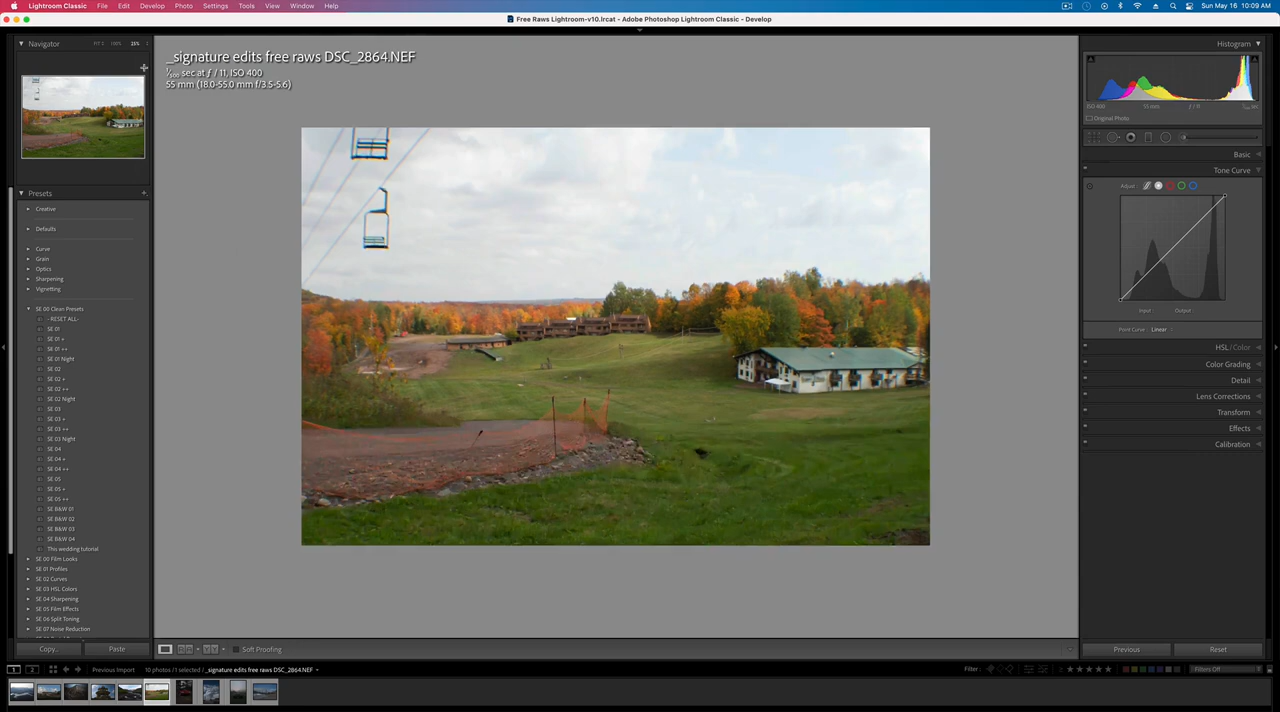 Lightroom Classic File Edit Develop Photo Settings Tools View Window Help Sun May 16 10:09 AM
Free Raws Lightroom-v10.lrcat - Adobe Photoshop Lightroom Classic - Develop
Navigator FIT 100% 25%
_signature edits free raws DSC_2864.NEF
sec at ƒ / 11, ISO 400
55 mm (18.0-55.0 mm f/3.5-5.6)
Presets
Creative
Defaults
Curve
Grain
Optics
Sharpening
Vignetting
SE 00 Clean Presets
- RESET ALL-
SE 01
SE 01 +
SE 01 ++
SE 01 Night
SE 02
SE 02 +
SE 02 ++
SE 02 Night
SE 03
SE 03 +
SE 03 ++
SE 03 Night
SE 04
SE 04 +
SE 04 ++
SE 05
SE 05 +
SE 05 ++
SE B&W 01
SE B&W 02
SE B&W 03
SE B&W 04
This wedding tutorial
SE 00 Film Looks
SE 01 Profiles
SE 02 Curves
SE 03 HSL Colors
SE 04 Sharpening
SE 05 Film Effects
SE 06 Split Toning
SE 07 Noise Reduction
Copy... Paste
Histogram
ISO 400 55 mm ƒ / 11 sec
Original Photo
Basic
Tone Curve
Adjust
Input : Output :
Point Curve : Linear
HSL / Color
Color Grading
Detail
Lens Corrections
Transform
Effects
Calibration
Previous Reset
Soft Proofing
1 2 Previous Import 10 photos / 1 selected / _signature edits free raws DSC_2864.NEF Filter : Filters Off